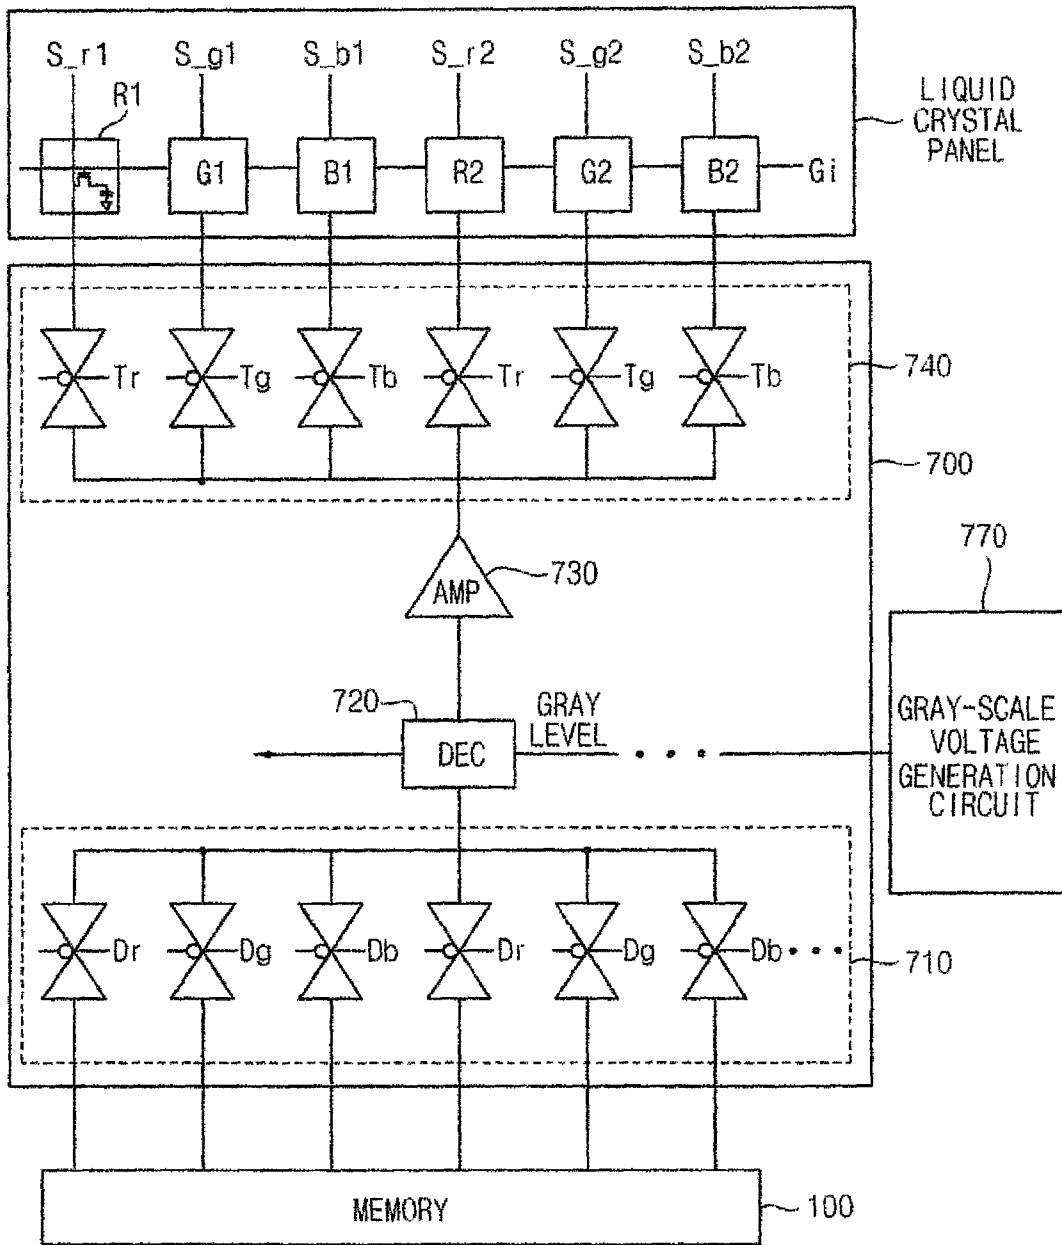 S_r1 S_g1 S_b1 S_r2 S_g2 S_b2
R1
LIQUID
CRYSTAL
PANEL
G1 B1 R2 G2 B2 Gi
Tr Tg Tb Tr Tg Tb
740
700
770
AMP
730
720
GRAY
LEVEL
DEC
GRAY-SCALE
VOLTAGE
GENERATION
CIRCUIT
Dr Dg Db Dr Dg Db •••
710
MEMORY
100